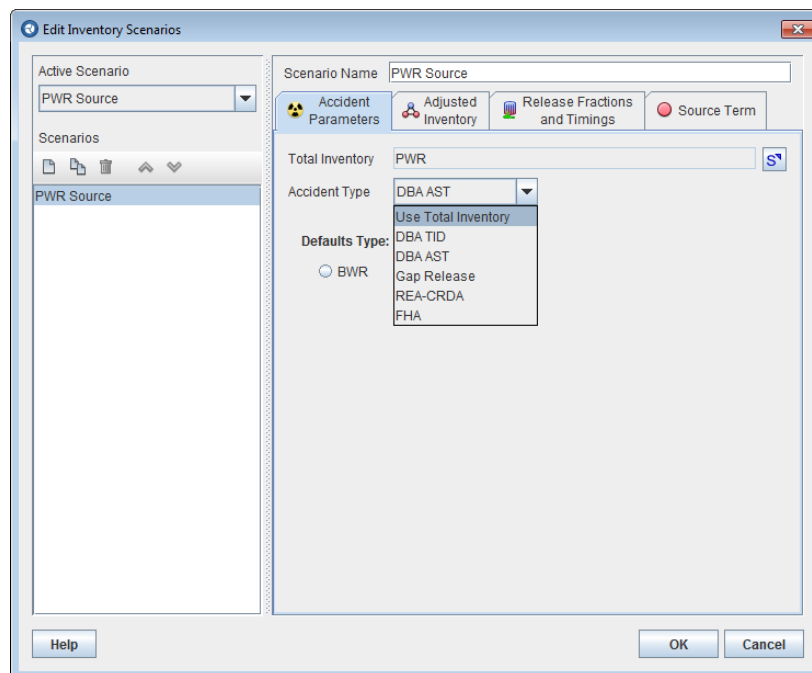 Edit Inventory Scenarios
Active Scenario
PWR Source
Scenarios
PWR Source
Scenario Name PWR Source
Accident Parameters
Adjusted Inventory
Release Fractions and Timings
Source Term
Total Inventory PWR
S
Accident Type DBA AST
Use Total Inventory
DBA TID
DBA AST
Gap Release
REA-CRDA
FHA
Defaults Type:
BWR
Help
OK
Cancel